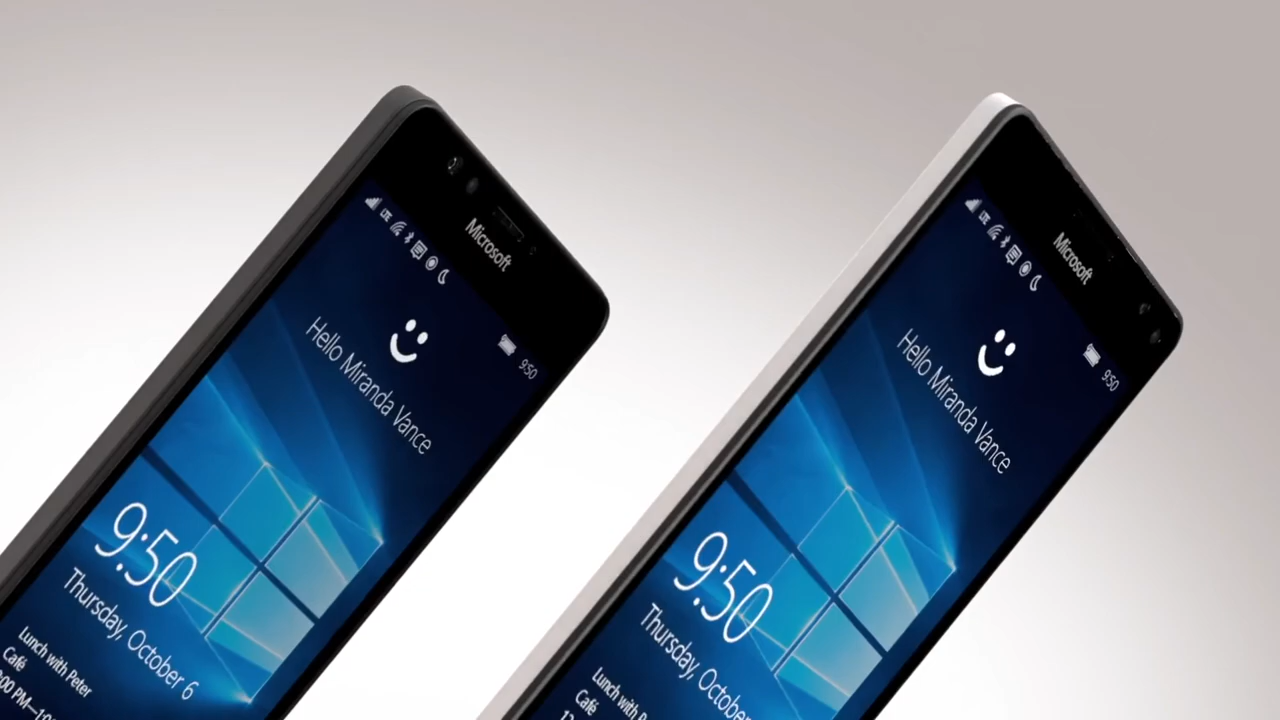 Microsoft
950
Hello Miranda Vance
9:50
Thursday, October 6
Lunch with Peter
Café
Microsoft
950
Hello Miranda Vance
9:50
Thursday, October
Lunch with
Café